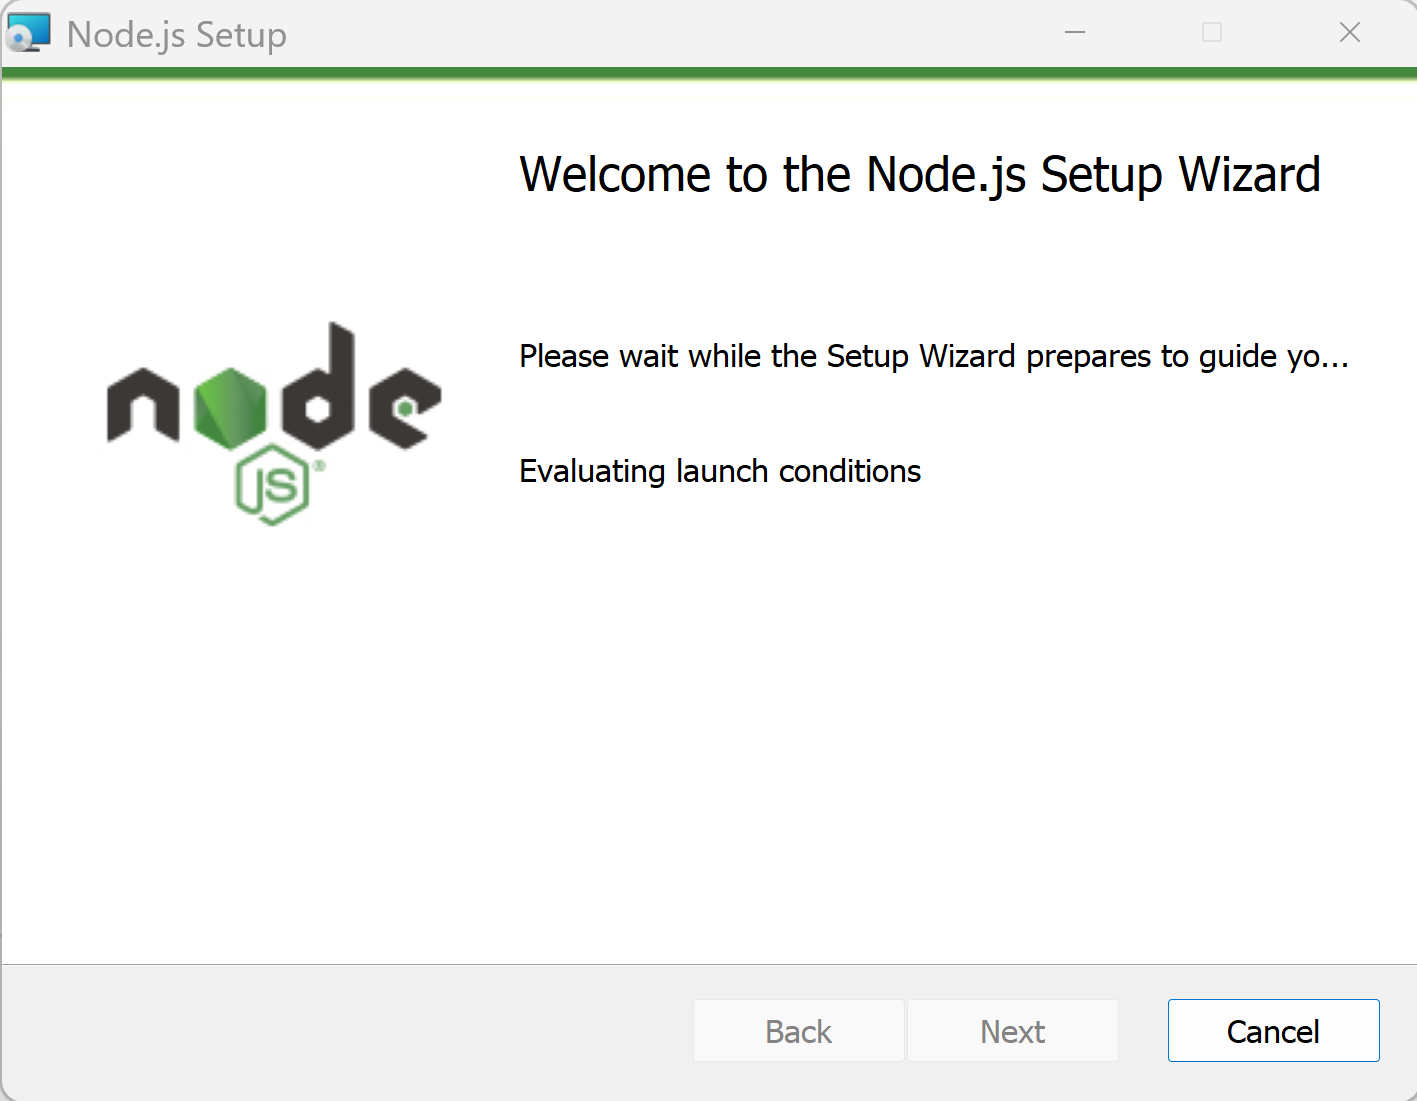 Node.js Setup
Welcome to the Node.js Setup Wizard
Please wait while the Setup Wizard prepares to guide yo...
node
JS®
Evaluating launch conditions
Back Next Cancel